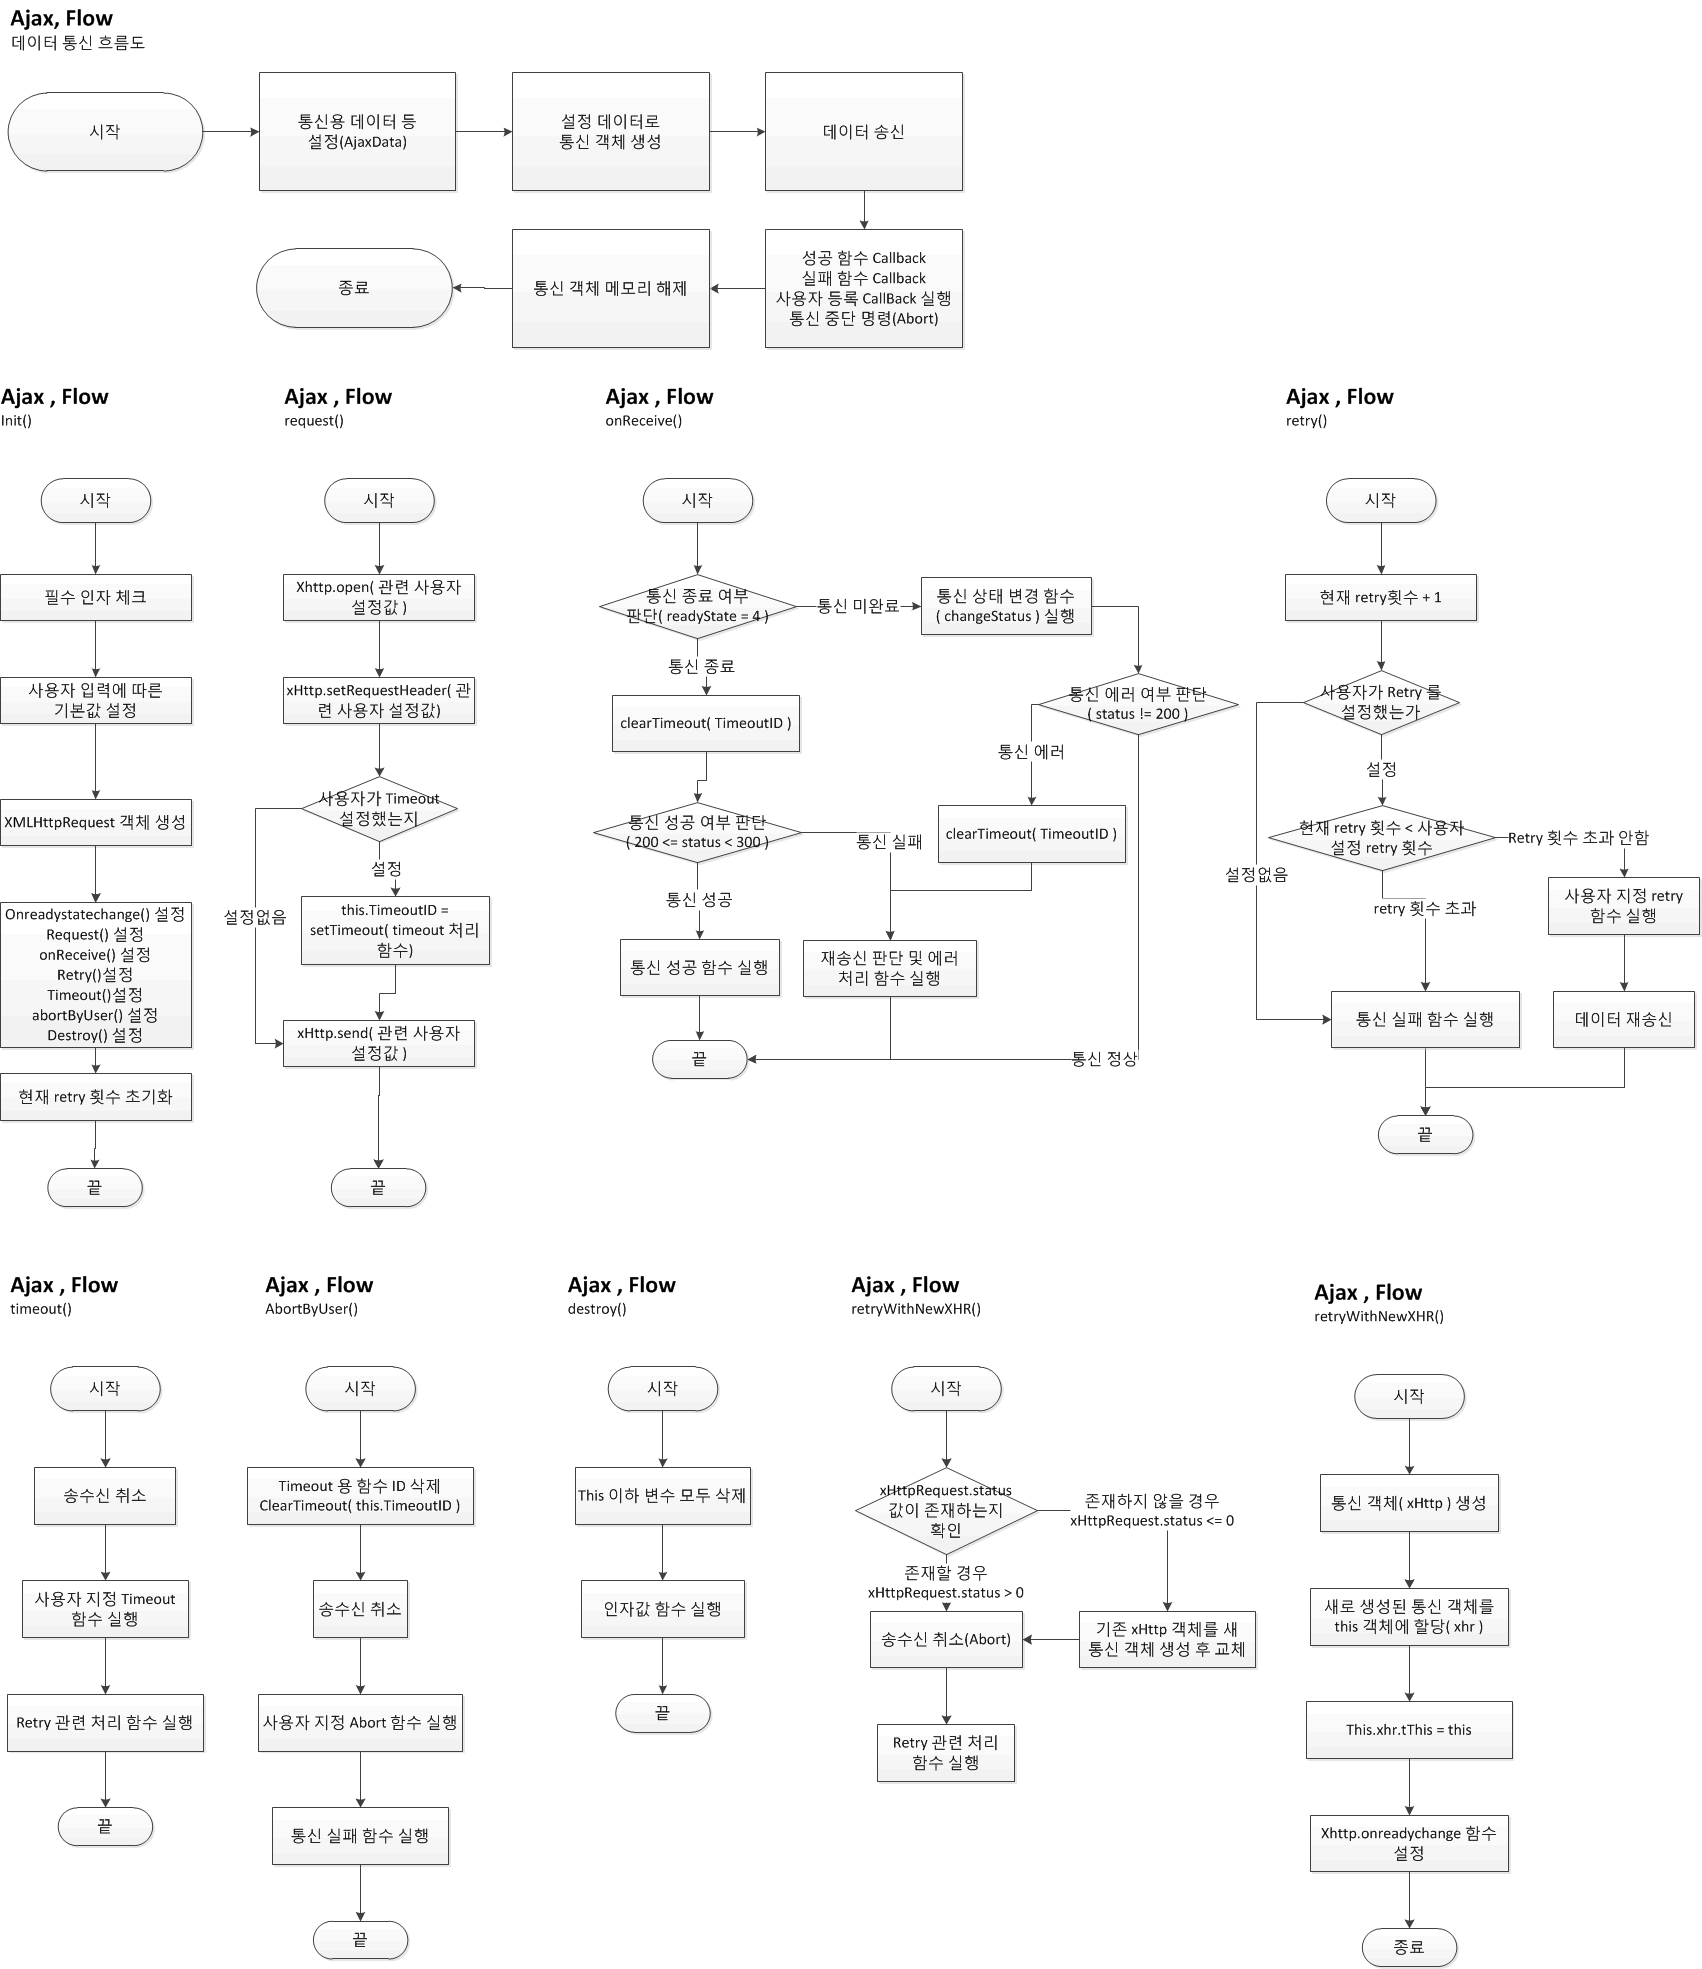 Ajax, Flow
데이터 통신 흐름도
시작
통신용 데이터 등
설정(AjaxData)
설정 데이터로
통신 객체 생성
데이터 송신
성공 함수 Callback
실패 함수 Callback
사용자 등록 CallBack 실행
통신 중단 명령(Abort)
통신 객체 메모리 해제
종료
Ajax , Flow
Init()
시작
필수 인자 체크
사용자 입력에 따른
기본값 설정
XMLHttpRequest 객체 생성
Onreadystatechange() 설정
Request() 설정
onReceive() 설정
Retry()설정
Timeout()설정
abortByUser() 설정
Destroy() 설정
현재 retry 횟수 초기화
끝
Ajax , Flow
request()
시작
Xhttp.open( 관련 사용자
설정값 )
xHttp.setRequestHeader( 관
련 사용자 설정값)
사용자가 Timeout
설정했는지
설정
설정없음
this.TimeoutID =
setTimeout( timeout 처리
함수)
xHttp.send( 관련 사용자
설정값 )
끝
Ajax , Flow
onReceive()
시작
통신 종료 여부
판단( readyState = 4 )
통신 미완료
통신 상태 변경 함수
( changeStatus ) 실행
통신 종료
clearTimeout( TimeoutID )
통신 에러 여부 판단
( status != 200 )
통신 에러
clearTimeout( TimeoutID )
통신 성공 여부 판단
( 200 <= status < 300 )
통신 실패
통신 성공
통신 성공 함수 실행
재송신 판단 및 에러
처리 함수 실행
통신 정상
끝
Ajax , Flow
retry()
시작
현재 retry횟수 + 1
사용자가 Retry 를
설정했는가
설정
설정없음
현재 retry 횟수 < 사용자
설정 retry 횟수
Retry 횟수 초과 안함
retry 횟수 초과
사용자 지정 retry
함수 실행
통신 실패 함수 실행
데이터 재송신
끝
Ajax , Flow
timeout()
시작
송수신 취소
사용자 지정 Timeout
함수 실행
Retry 관련 처리 함수 실행
끝
Ajax , Flow
AbortByUser()
시작
Timeout 용 함수 ID 삭제
ClearTimeout( this.TimeoutID )
송수신 취소
사용자 지정 Abort 함수 실행
통신 실패 함수 실행
끝
Ajax , Flow
destroy()
시작
This 이하 변수 모두 삭제
인자값 함수 실행
끝
Ajax , Flow
retryWithNewXHR()
시작
xHttpRequest.status
값이 존재하는지
확인
존재하지 않을 경우
xHttpRequest.status <= 0
존재할 경우
xHttpRequest.status > 0
송수신 취소(Abort)
기존 xHttp 객체를 새
통신 객체 생성 후 교체
Retry 관련 처리
함수 실행
Ajax , Flow
retryWithNewXHR()
시작
통신 객체( xHttp ) 생성
새로 생성된 통신 객체를
this 객체에 할당( xhr )
This.xhr.tThis = this
Xhttp.onreadychange 함수
설정
종료